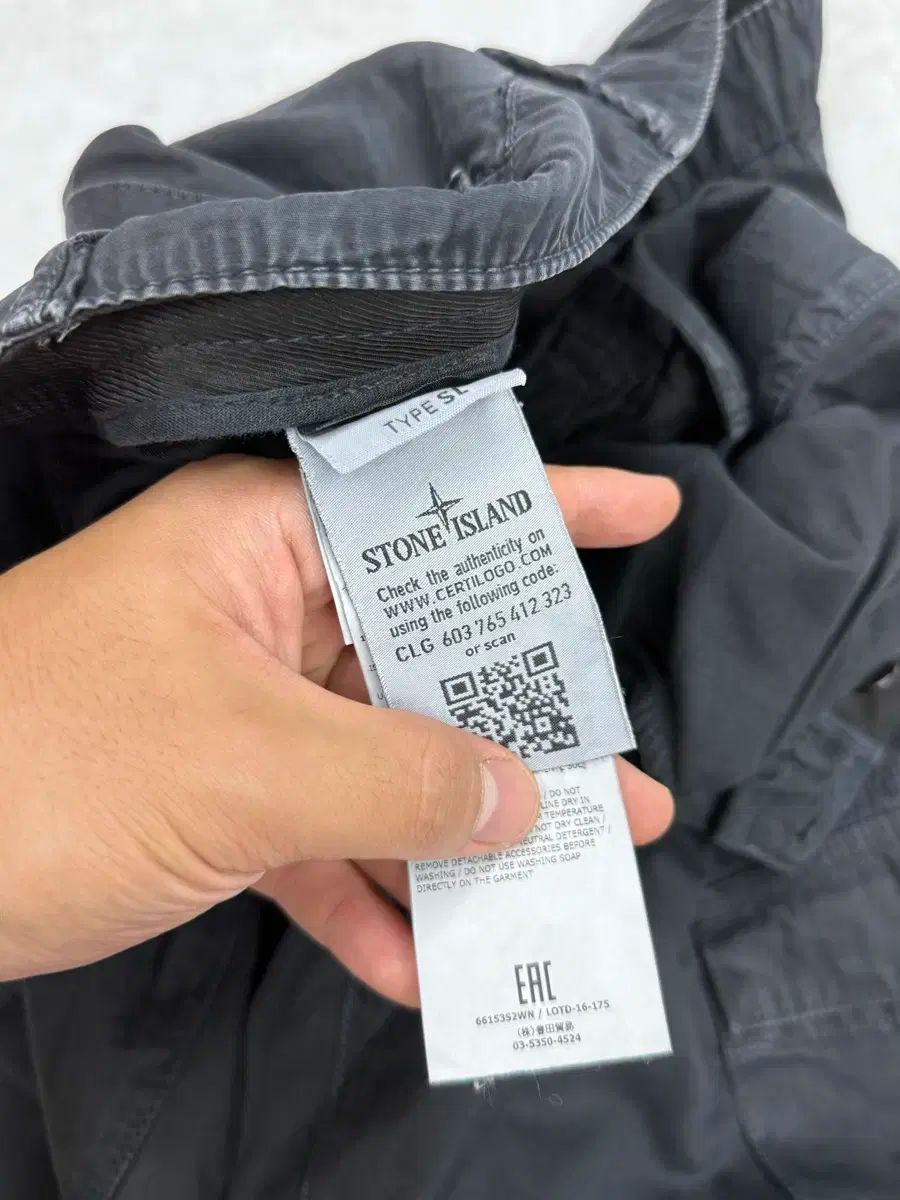 TYPE SL
STONE ISLAND
Check the authenticity on
WWW.CERTILOGO.COM
using the following code:
CLG 603 765 412 323
or scan
/ DO NOT
LINE DRY IN
TEMPERATURE
NOT DRY CLEAN /
NEUTRAL DETERGENT /
REMOVE DETACHABLE ACCESSORIES BEFORE
WASHING / DO NOT USE WASHING SOAP
DIRECTLY ON THE GARMENT
EAC
6615352WN / LOTD-16-175
(株)豊田貿易
03-5350-4524